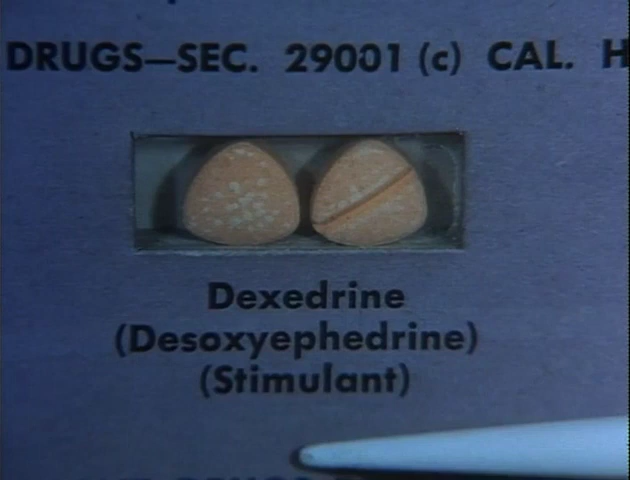 DRUGS—SEC. 29001 (c) CAL. H
Dexedrine
(Desoxyephedrine)
(Stimulant)